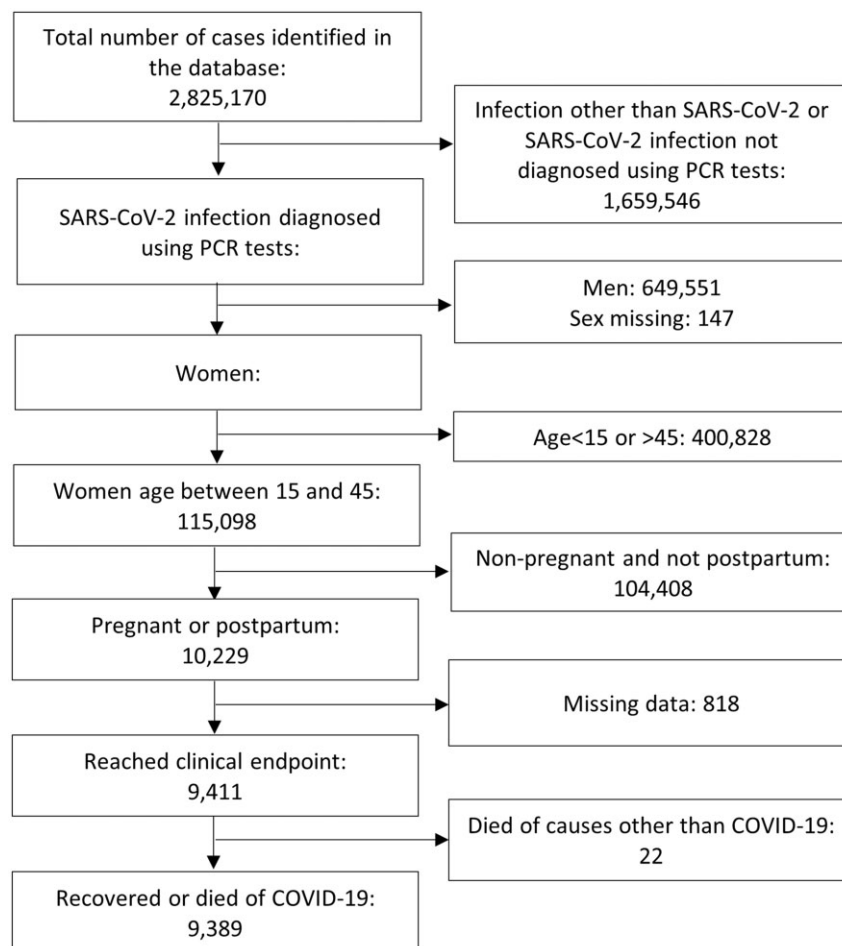 Total number of cases identified in
the database:
2,825,170
Infection other than SARS-CoV-2 or
SARS-CoV-2 infection not
diagnosed using PCR tests:
1,659,546
SARS-CoV-2 infection diagnosed
using PCR tests:
Men: 649,551
Sex missing: 147
Women:
Age<15 or >45: 400,828
Women age between 15 and 45:
115,098
Non-pregnant and not postpartum:
104,408
Pregnant or postpartum:
10,229
Missing data: 818
Reached clinical endpoint:
9,411
Died of causes other than COVID-19:
22
Recovered or died of COVID-19:
9,389